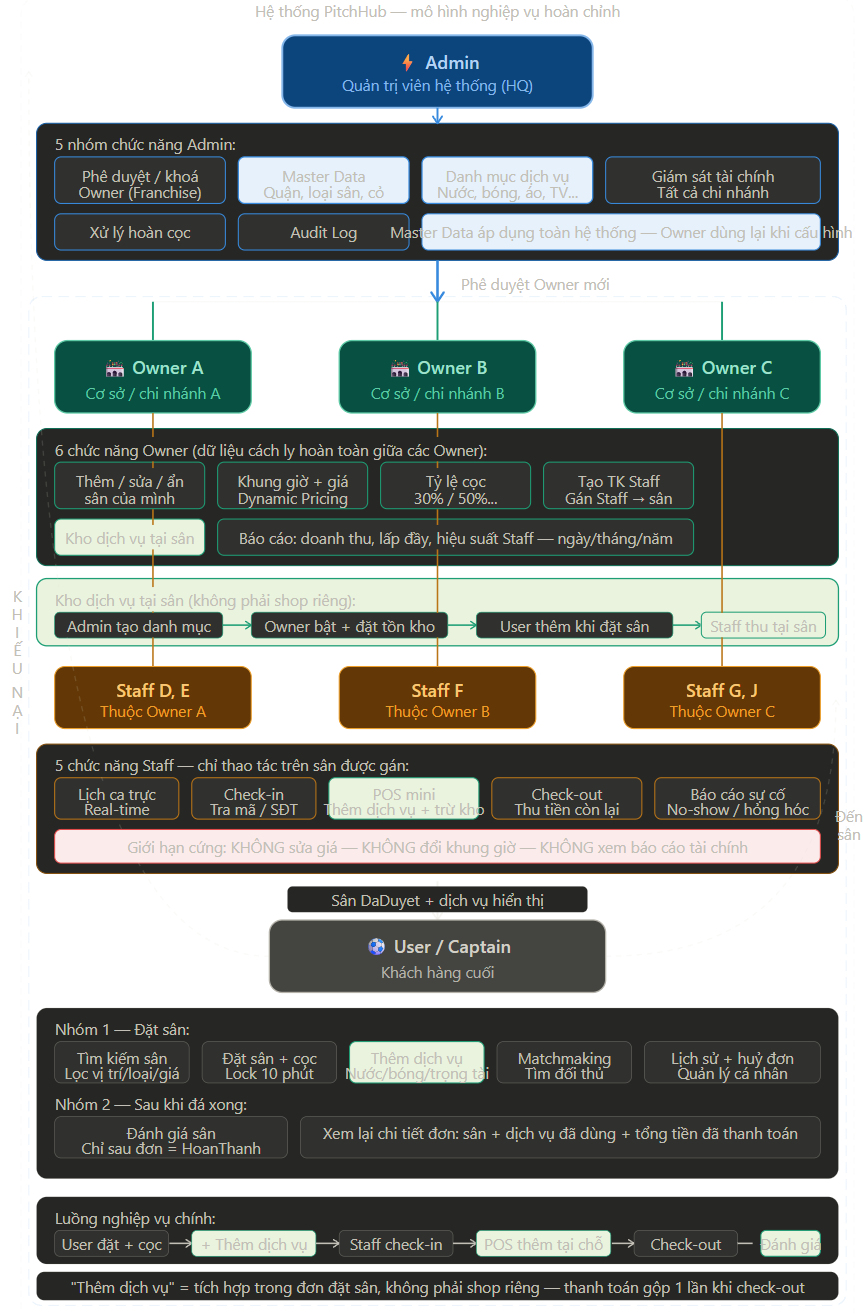 Hệ thống PitchHub — mô hình nghiệp vụ hoàn chỉnh
Admin
Quản trị viên hệ thống (HQ)
5 nhóm chức năng Admin:
Phê duyệt / khoá
Owner (Franchise)
Master Data
Quận, loại sân, cỏ
Danh mục dịch vụ
Nước, bóng, áo, TV...
Giám sát tài chính
Tất cả chi nhánh
Xử lý hoàn cọc
Audit Log
Master Data áp dụng toàn hệ thống — Owner dùng lại khi cấu hình
Phê duyệt Owner mới
Owner A
Cơ sở / chi nhánh A
Owner B
Cơ sở / chi nhánh B
Owner C
Cơ sở / chi nhánh C
6 chức năng Owner (dữ liệu cách ly hoàn toàn giữa các Owner):
Thêm / sửa / ẩn
sân của mình
Khung giờ + giá
Dynamic Pricing
Tỷ lệ cọc
30% / 50%...
Tạo TK Staff
Gán Staff → sân
Kho dịch vụ tại sân
Báo cáo: doanh thu, lấp đầy, hiệu suất Staff — ngày/tháng/năm
KHIẾU NẠI
Kho dịch vụ tại sân (không phải shop riêng):
Admin tạo danh mục
Owner bật + đặt tồn kho
User thêm khi đặt sân
Staff thu tại sân
Staff D, E
Thuộc Owner A
Staff F
Thuộc Owner B
Staff G, J
Thuộc Owner C
5 chức năng Staff — chỉ thao tác trên sân được gán:
Lịch ca trực
Real-time
Check-in
Tra mã / SĐT
POS mini
Thêm dịch vụ + trừ kho
Check-out
Thu tiền còn lại
Báo cáo sự cố
No-show / hỏng hóc
Đến
sân
Giới hạn cứng: KHÔNG sửa giá — KHÔNG đổi khung giờ — KHÔNG xem báo cáo tài chính
Sân DaDuyet + dịch vụ hiển thị
User / Captain
Khách hàng cuối
Nhóm 1 — Đặt sân:
Tìm kiếm sân
Lọc vị trí/loại/giá
Đặt sân + cọc
Lock 10 phút
Thêm dịch vụ
Nước/bóng/trọng tài
Matchmaking
Tìm đối thủ
Lịch sử + huỷ đơn
Quản lý cá nhân
Nhóm 2 — Sau khi đá xong:
Đánh giá sân
Chỉ sau đơn = HoanThanh
Xem lại chi tiết đơn: sân + dịch vụ đã dùng + tổng tiền đã thanh toán
Luồng nghiệp vụ chính:
User đặt + cọc
+ Thêm dịch vụ
Staff check-in
POS thêm tại chỗ
Check-out
Đánh giá
"Thêm dịch vụ" = tích hợp trong đơn đặt sân, không phải shop riêng — thanh toán gộp 1 lần khi check-out